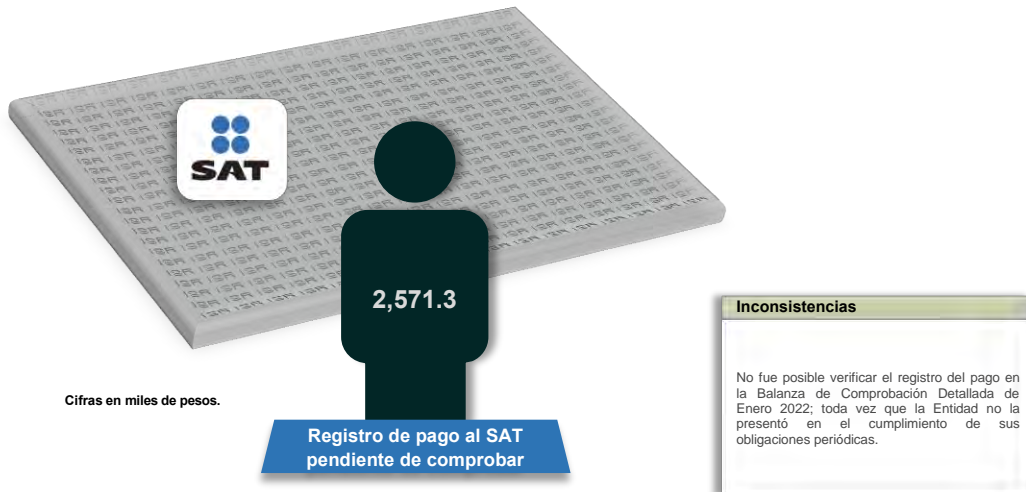 SAT
2,571.3
Cifras en miles de pesos.
Registro de pago al SAT
pendiente de comprobar
Inconsistencias
No fue posible verificar el registro del pago en
la Balanza de Comprobación Detallada de
Enero 2022; toda vez que la Entidad no la
presentó en el cumplimiento de sus
obligaciones periódicas.